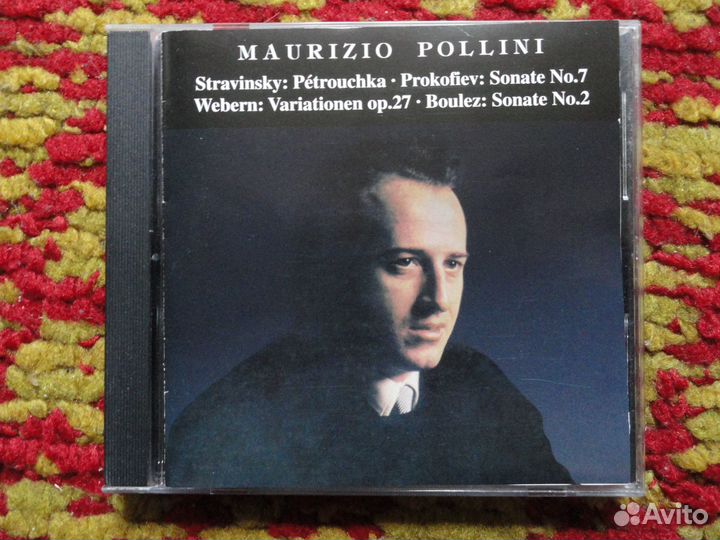 MAURIZIO POLLINI
Stravinsky: Pétrouchka · Prokofiev: Sonate No.7
Webern: Variationen op.27 · Boulez: Sonate No.2
Avito